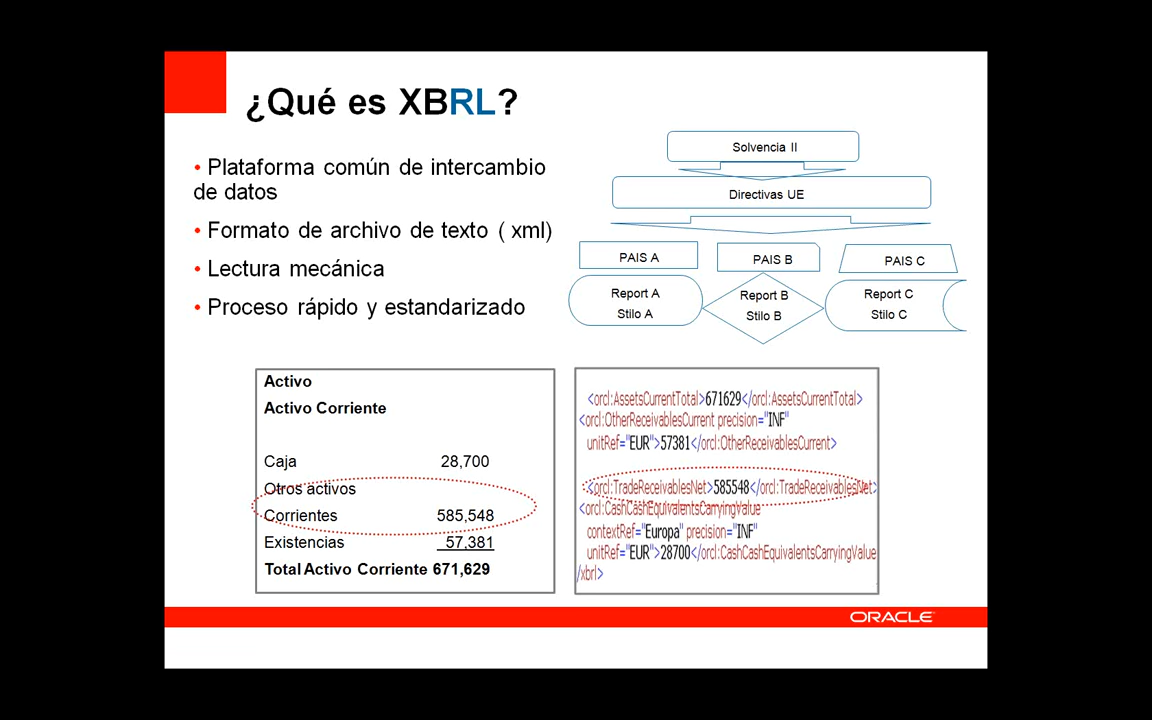 ¿Qué es XBRL?
• Plataforma común de intercambio
de datos
• Formato de archivo de texto ( xml)
• Lectura mecánica
• Proceso rápido y estandarizado
Solvencia II
Directivas UE
PAIS A
PAIS B
PAIS C
Report A
Stilo A
Report B
Stilo B
Report C
Stilo C
Activo
Activo Corriente
Caja 28,700
Otros activos
Corrientes 585,548
Existencias 57,381
Total Activo Corriente 671,629
<orcl:AssetsCurrentTotal>671629</orcl:AssetsCurrentTotal>
<orcl:OtherReceivablesCurrent precision="INF"
unitRef="EUR">57381</orcl:OtherReceivablesCurrent>
<orcl:TradeReceivablesNet>585548</orcl:TradeReceivablesNet>
<orcl:CashCashEquivalentsCarryingValue
contextRef="Europa" precision="INF"
unitRef="EUR">28700</orcl:CashCashEquivalentsCarryingValue
/xbrl>
ORACLE